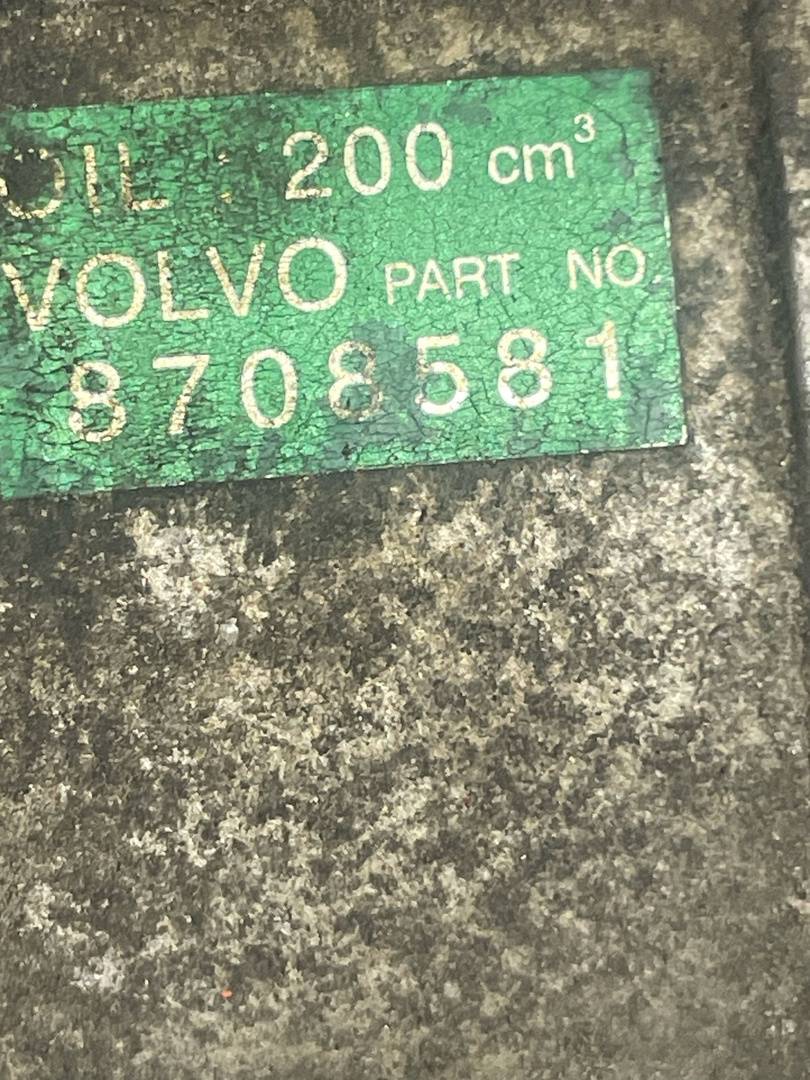 OIL : 200 cm³
VOLVO PART NO
8708581